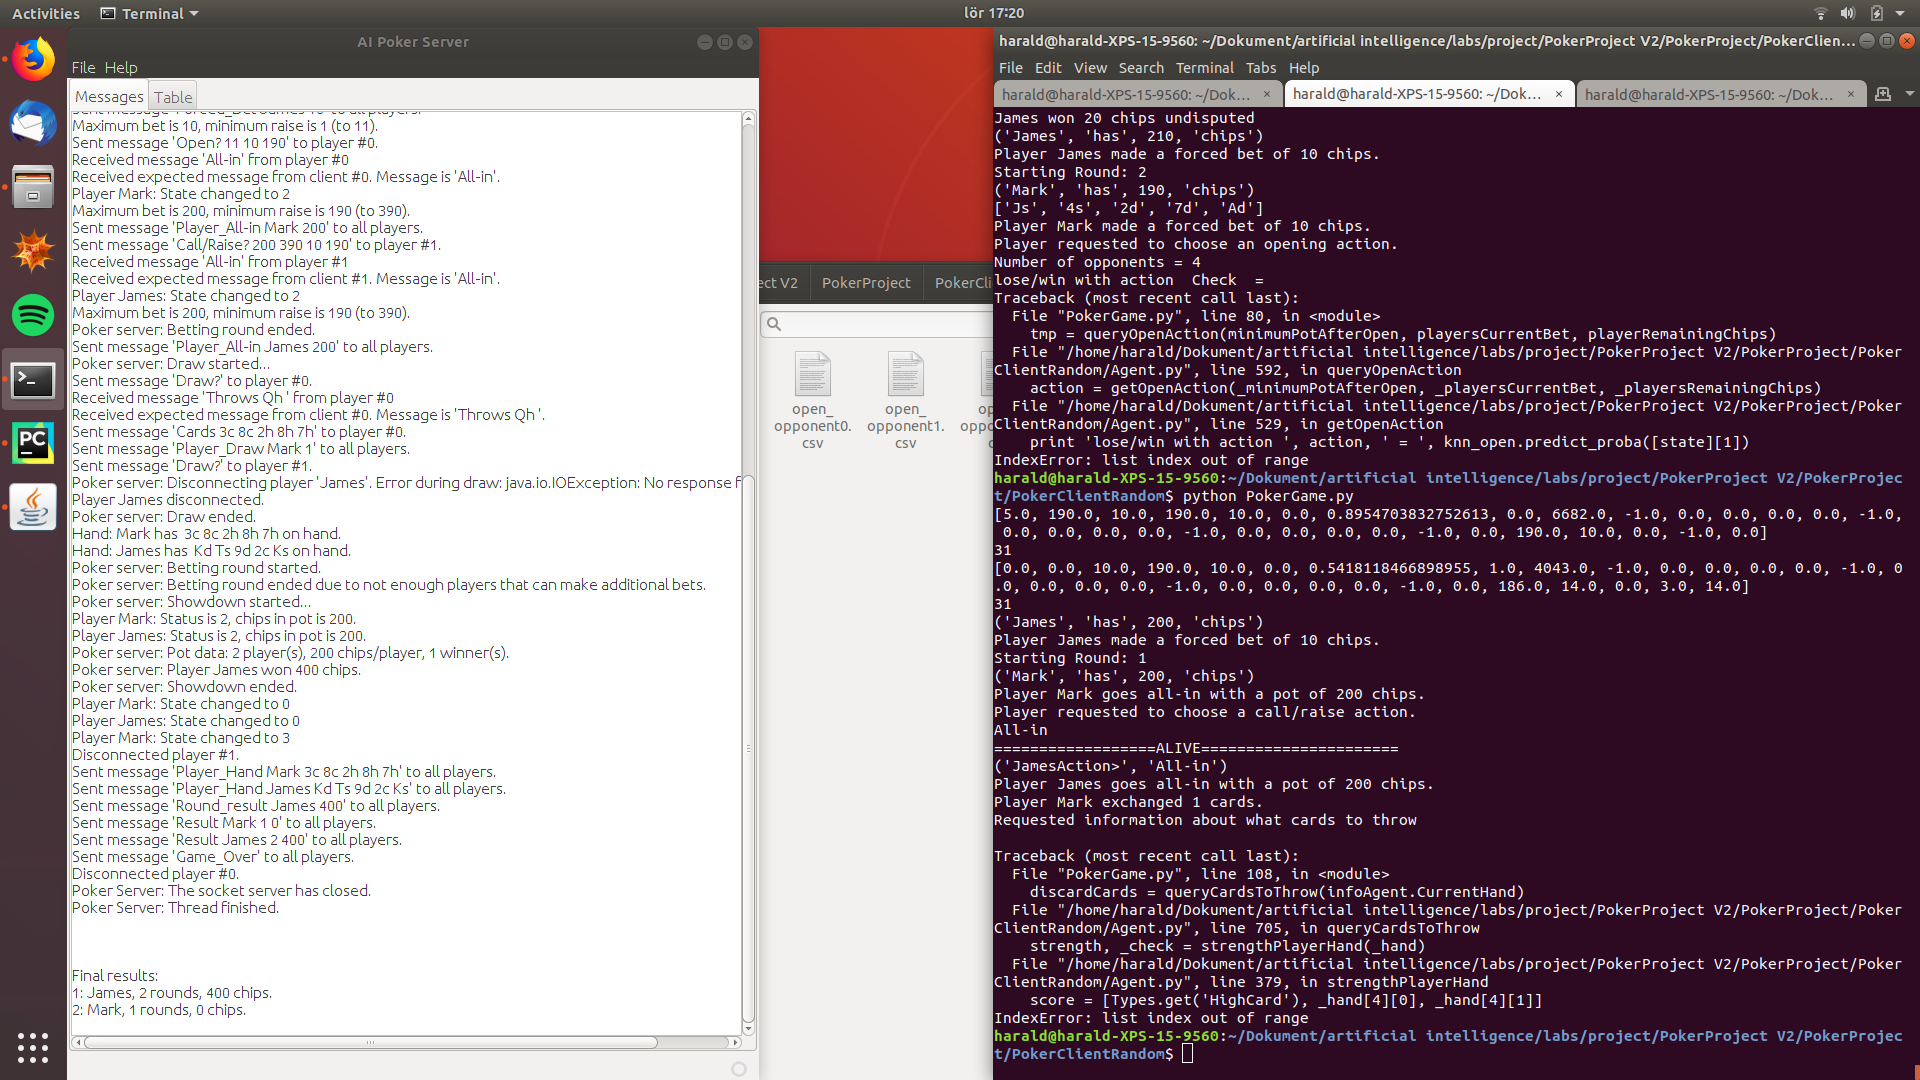 Activities
Terminal
lör 17:20
AI Poker Server
File Help
Messages
Table
Maximum bet is 10, minimum raise is 1 (to 11).
Sent message 'Open? 11 10 190' to player #0.
Received message 'All-in' from player #0
Received expected message from client #0. Message is 'All-in'.
Player Mark: State changed to 2
Maximum bet is 200, minimum raise is 190 (to 390).
Sent message 'Player_All-in Mark 200' to all players.
Sent message 'Call/Raise? 200 390 10 190' to player #1.
Received message 'All-in' from player #1
Received expected message from client #1. Message is 'All-in'.
Player James: State changed to 2
Maximum bet is 200, minimum raise is 190 (to 390).
Poker server: Betting round ended.
Sent message 'Player_All-in James 200' to all players.
Poker server: Draw started...
Sent message 'Draw?' to player #0.
Received message 'Throws Qh ' from player #0
Received expected message from client #0. Message is 'Throws Qh '.
Sent message 'Cards 3c 8c 2h 8h 7h' to player #0.
Sent message 'Player_Draw Mark 1' to all players.
Sent message 'Draw?' to player #1.
Poker server: Disconnecting player 'James'. Error during draw: java.io.IOException: No response f
Player James disconnected.
Poker server: Draw ended.
Hand: Mark has  3c 8c 2h 8h 7h on hand.
Hand: James has  Kd Ts 9d 2c Ks on hand.
Poker server: Betting round started.
Poker server: Betting round ended due to not enough players that can make additional bets.
Poker server: Showdown started...
Player Mark: Status is 2, chips in pot is 200.
Player James: Status is 2, chips in pot is 200.
Poker server: Pot data: 2 player(s), 200 chips/player, 1 winner(s).
Poker server: Player James won 400 chips.
Poker server: Showdown ended.
Player Mark: State changed to 0
Player James: State changed to 0
Player Mark: State changed to 3
Disconnected player #1.
Sent message 'Player_Hand Mark 3c 8c 2h 8h 7h' to all players.
Sent message 'Player_Hand James Kd Ts 9d 2c Ks' to all players.
Sent message 'Round_result James 400' to all players.
Sent message 'Result Mark 1 0' to all players.
Sent message 'Result James 2 400' to all players.
Sent message 'Game_Over' to all players.
Disconnected player #0.
Poker Server: The socket server has closed.
Poker Server: Thread finished.
Final results:
1: James, 2 rounds, 400 chips.
2: Mark, 1 rounds, 0 chips.
ect V2
PokerProject
PokerCli
open_
opponent0.
csv
open_
opponent1.
csv
op
oppo
c
harald@harald-XPS-15-9560: ~/Dokument/artificial intelligence/labs/project/PokerProject V2/PokerProject/PokerClien...
File Edit View Search Terminal Tabs Help
harald@harald-XPS-15-9560: ~/Dok...
harald@harald-XPS-15-9560: ~/Dok...
harald@harald-XPS-15-9560: ~/Dok...
James won 20 chips undisputed
('James', 'has', 210, 'chips')
Player James made a forced bet of 10 chips.
Starting Round: 2
('Mark', 'has', 190, 'chips')
['Js', '4s', '2d', '7d', 'Ad']
Player Mark made a forced bet of 10 chips.
Player requested to choose an opening action.
Number of opponents = 4
lose/win with action  Check  =
Traceback (most recent call last):
File "PokerGame.py", line 80, in <module>
tmp = queryOpenAction(minimumPotAfterOpen, playersCurrentBet, playerRemainingChips)
File "/home/harald/Dokument/artificial intelligence/labs/project/PokerProject V2/PokerProject/Poker
ClientRandom/Agent.py", line 592, in queryOpenAction
action = getOpenAction(_minimumPotAfterOpen, _playersCurrentBet, _playersRemainingChips)
File "/home/harald/Dokument/artificial intelligence/labs/project/PokerProject V2/PokerProject/Poker
ClientRandom/Agent.py", line 529, in getOpenAction
print 'lose/win with action ', action, ' = ', knn_open.predict_proba([state][1])
IndexError: list index out of range
harald@harald-XPS-15-9560:~/Dokument/artificial intelligence/labs/project/PokerProject V2/PokerProjec
t/PokerClientRandom$ python PokerGame.py
[5.0, 190.0, 10.0, 190.0, 10.0, 0.0, 0.8954703832752613, 0.0, 6682.0, -1.0, 0.0, 0.0, 0.0, 0.0, -1.0,
0.0, 0.0, 0.0, 0.0, -1.0, 0.0, 0.0, 0.0, 0.0, -1.0, 0.0, 190.0, 10.0, 0.0, -1.0, 0.0]
31
[0.0, 0.0, 10.0, 190.0, 10.0, 0.0, 0.5418118466898955, 1.0, 4043.0, -1.0, 0.0, 0.0, 0.0, 0.0, -1.0, 0
.0, 0.0, 0.0, 0.0, -1.0, 0.0, 0.0, 0.0, 0.0, -1.0, 0.0, 186.0, 14.0, 0.0, 3.0, 14.0]
31
('James', 'has', 200, 'chips')
Player James made a forced bet of 10 chips.
Starting Round: 1
('Mark', 'has', 200, 'chips')
Player Mark goes all-in with a pot of 200 chips.
Player requested to choose a call/raise action.
All-in
==================ALIVE======================
('JamesAction>', 'All-in')
Player James goes all-in with a pot of 200 chips.
Player Mark exchanged 1 cards.
Requested information about what cards to throw
Traceback (most recent call last):
File "PokerGame.py", line 108, in <module>
discardCards = queryCardsToThrow(infoAgent.CurrentHand)
File "/home/harald/Dokument/artificial intelligence/labs/project/PokerProject V2/PokerProject/Poker
ClientRandom/Agent.py", line 705, in queryCardsToThrow
strength, _check = strengthPlayerHand(_hand)
File "/home/harald/Dokument/artificial intelligence/labs/project/PokerProject V2/PokerProject/Poker
ClientRandom/Agent.py", line 379, in strengthPlayerHand
score = [Types.get('HighCard'), _hand[4][0], _hand[4][1]]
IndexError: list index out of range
harald@harald-XPS-15-9560:~/Dokument/artificial intelligence/labs/project/PokerProject V2/PokerProjec
t/PokerClientRandom$